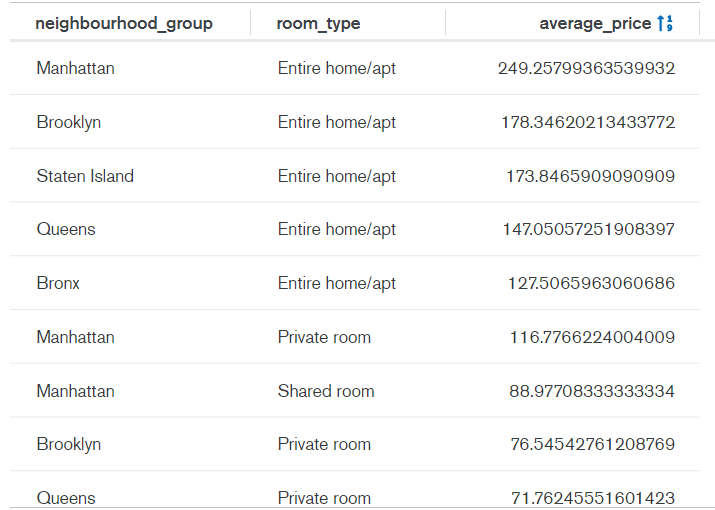 neighbourhood_group room_type average_price
Manhattan Entire home/apt 249.25799363539932
Brooklyn Entire home/apt 178.34620213433772
Staten Island Entire home/apt 173.8465909090909
Queens Entire home/apt 147.05057251908397
Bronx Entire home/apt 127.5065963060686
Manhattan Private room 116.7766224004009
Manhattan Shared room 88.97708333333334
Brooklyn Private room 76.54542761208769
Queens Private room 71.76245551601423